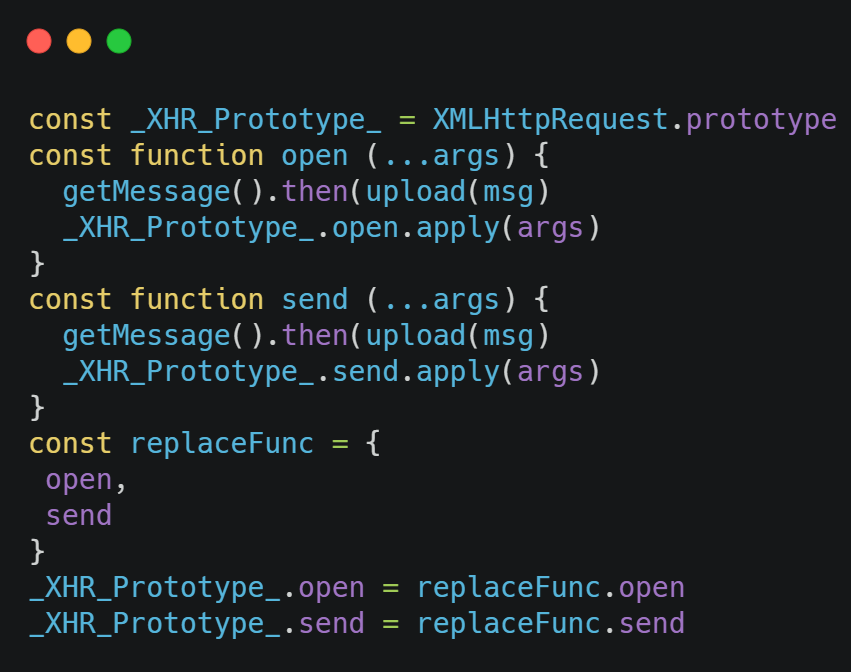 const _XHR_Prototype_ = XMLHttpRequest.prototype
const function open (...args) {
  getMessage().then(upload(msg)
  _XHR_Prototype_.open.apply(args)
}
const function send (...args) {
  getMessage().then(upload(msg)
  _XHR_Prototype_.send.apply(args)
}
const replaceFunc = {
 open,
 send
}
_XHR_Prototype_.open = replaceFunc.open
_XHR_Prototype_.send = replaceFunc.send